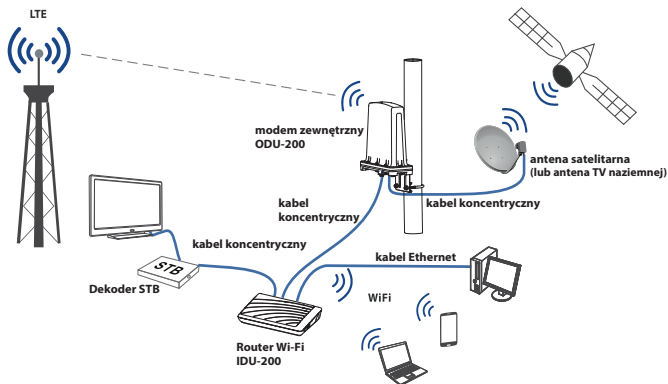 LTE
modem zewnętrzny
ODU-200
antena satelitarna
(lub antena TV naziemnej)
kabel
koncentryczny
kabel koncentryczny
kabel koncentryczny
kabel Ethernet
STB
Dekoder STB
WiFi
Router Wi-Fi
IDU-200